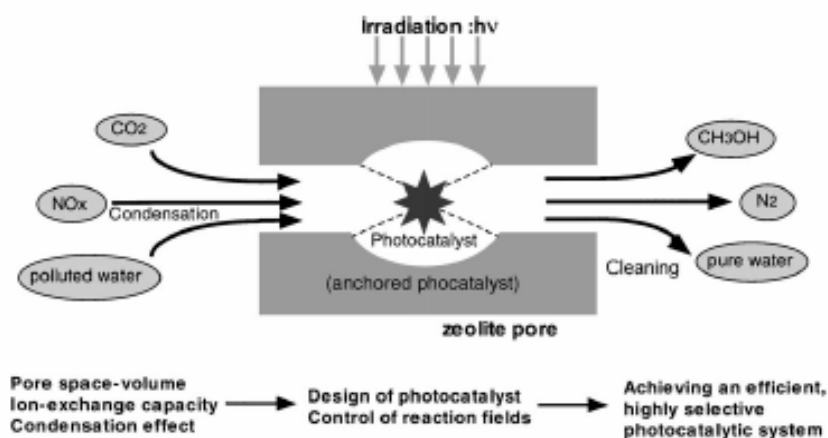 Irradiation :hν
CO2
NOx
Condensation
polluted water
Photocatalyst
(anchored phocatalyst)
zeolite pore
CH3OH
N2
Cleaning
pure water
Pore space-volume
Ion-exchange capacity
Condensation effect
Design of photocatalyst
Control of reaction fields
Achieving an efficient,
highly selective
photocatalytic system